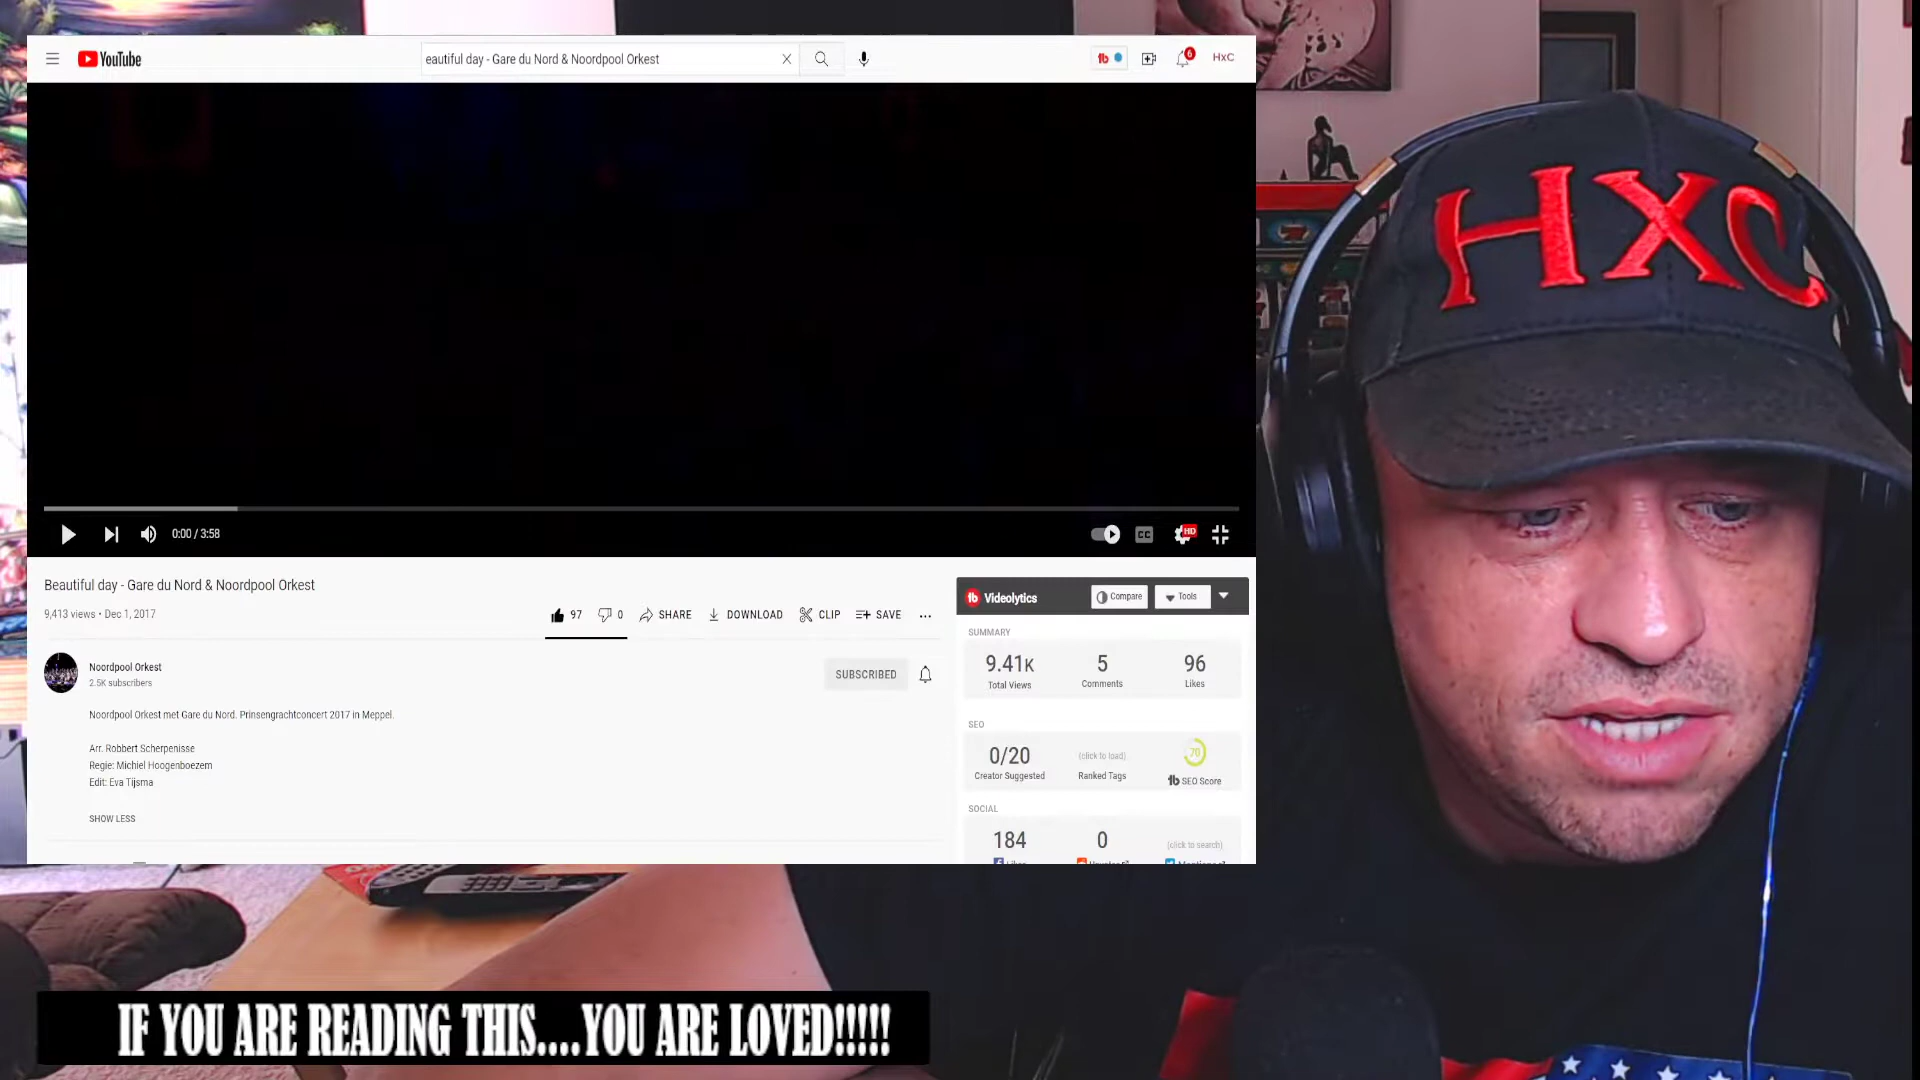 YouTube
eautiful day - Gare du Nord & Noordpool Orkest
6
HxC
HXC
0:00 / 3:58
CC
HD
Beautiful day - Gare du Nord & Noordpool Orkest
9,413 views • Dec 1, 2017
97
0
SHARE
DOWNLOAD
CLIP
SAVE
Noordpool Orkest
2.5K subscribers
SUBSCRIBED
Noordpool Orkest met Gare du Nord. Prinsengrachtconcert 2017 in Meppel.
Arr. Robbert Scherpenisse
Regie: Michiel Hoogenboezem
Edit: Eva Tijsma
SHOW LESS
Videolytics
Compare
Tools
SUMMARY
9.41K 5 96
Total Views Comments Likes
SEO
0/20 (click to load) 70
Creator Suggested Ranked Tags SEO Score
SOCIAL
184 0 (click to search)
IF YOU ARE READING THIS....YOU ARE LOVED!!!!!